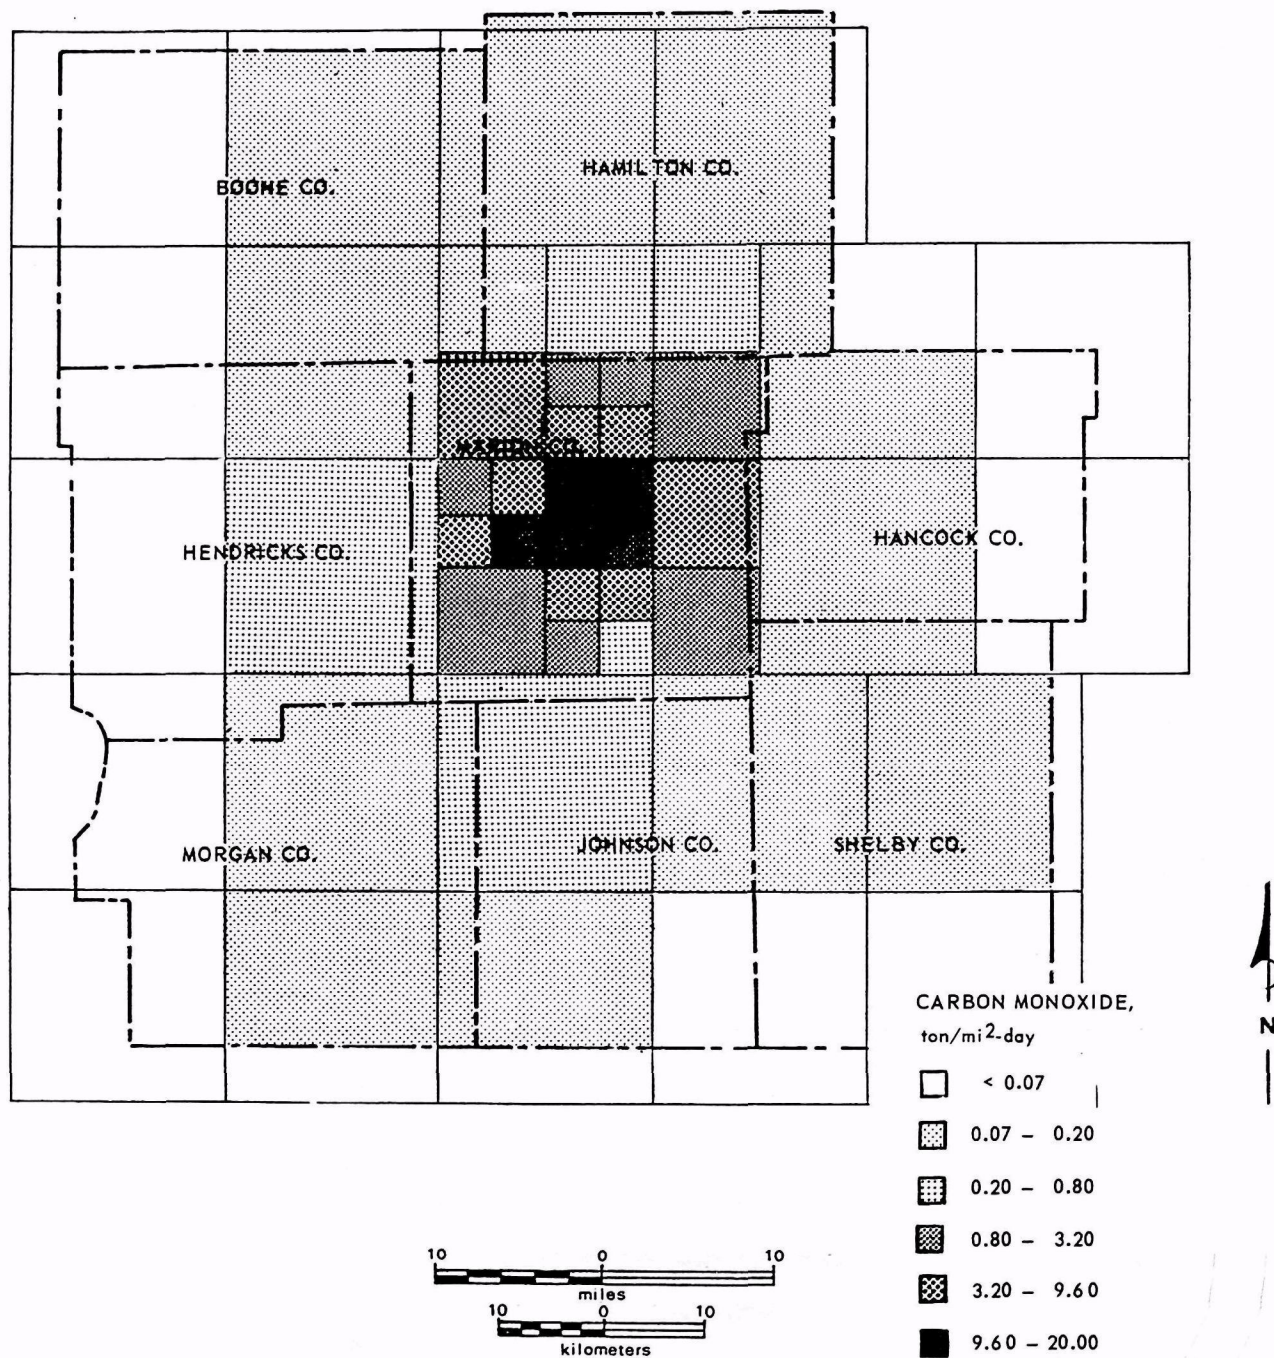 HAMILTON CO.
BOONE CO.
MARION CO.
HANCOCK CO.
HENDRICKS CO.
JOHNSON CO.
SHELBY CO.
MORGAN CO.
CARBON MONOXIDE,
ton/mi2-day
< 0.07
0.07 - 0.20
0.20 - 0.80
0.80 - 3.20
3.20 - 9.60
9.60 - 20.00
N
10 0 10
miles
10 0 10
kilometers